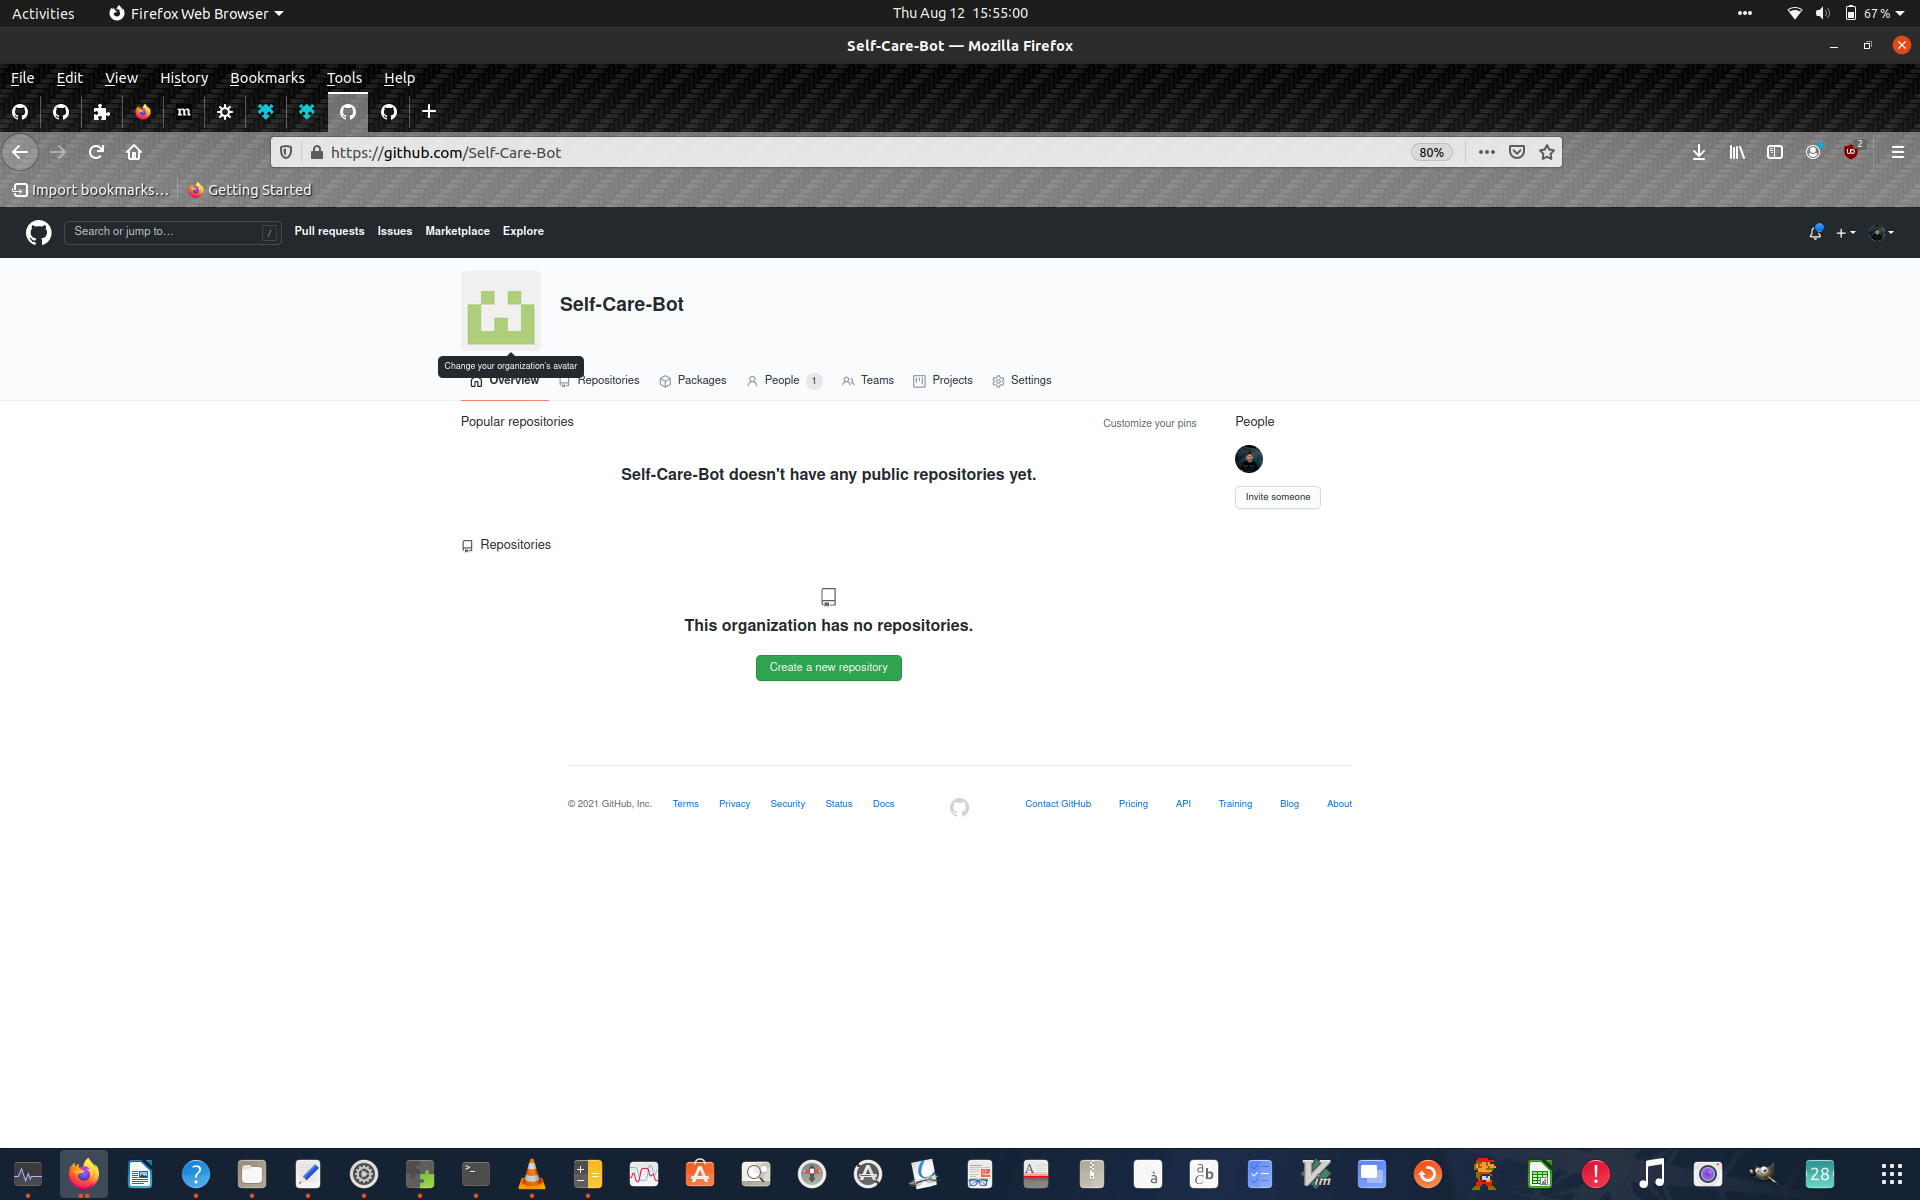 Activities Firefox Web Browser Thu Aug 12 15:55:00 67 %
Self-Care-Bot — Mozilla Firefox
File Edit View History Bookmarks Tools Help
m
https://github.com/Self-Care-Bot 80% 2
Import bookmarks… Getting Started
Search or jump to… / Pull requests Issues Marketplace Explore
Self-Care-Bot
Change your organization's avatar
Overview Repositories Packages People 1 Teams Projects Settings
Popular repositories Customize your pins People
Self-Care-Bot doesn't have any public repositories yet.
Invite someone
Repositories
This organization has no repositories.
Create a new repository
© 2021 GitHub, Inc. Terms Privacy Security Status Docs Contact GitHub Pricing API Training Blog About
28